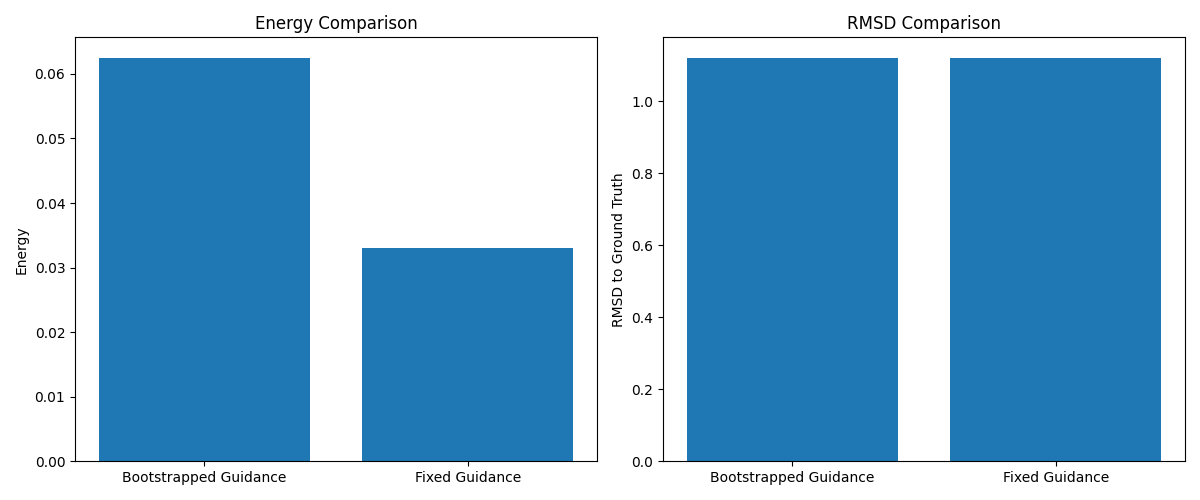 Energy Comparison
Energy
0.06
0.05
0.04
0.03
0.02
0.01
0.00
Bootstrapped Guidance
Fixed Guidance
RMSD Comparison
RMSD to Ground Truth
1.0
0.8
0.6
0.4
0.2
0.0
Bootstrapped Guidance
Fixed Guidance